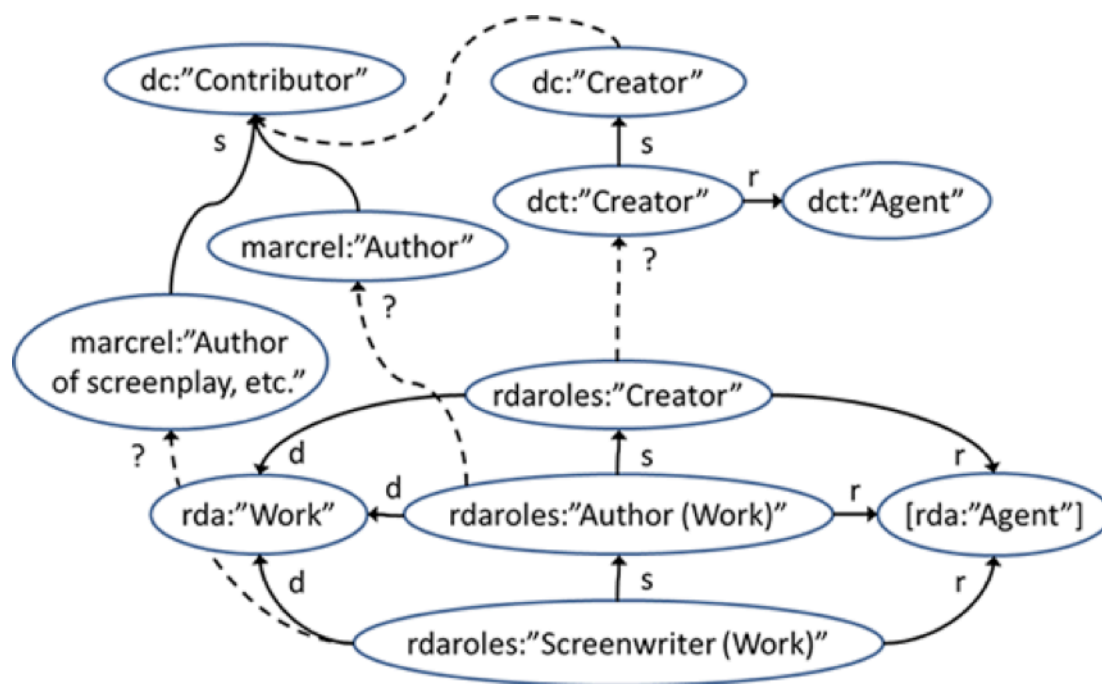 dc:”Contributor”
dc:”Creator”
s
s
dct:”Creator”
r
dct:”Agent”
marcrel:”Author”
?
?
marcrel:”Author
of screenplay, etc.”
rdaroles:”Creator”
?
d
s
r
rda:”Work”
d
rdaroles:”Author (Work)”
r
[rda:”Agent”]
d
s
r
rdaroles:”Screenwriter (Work)”